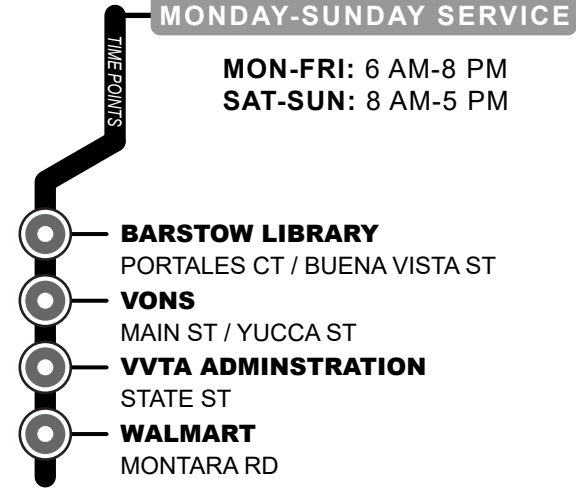 MONDAY-SUNDAY SERVICE
TIME POINTS
MON-FRI: 6 AM-8 PM
SAT-SUN: 8 AM-5 PM
BARSTOW LIBRARY
PORTALES CT / BUENA VISTA ST
VONS
MAIN ST / YUCCA ST
VVTA ADMINSTRATION
STATE ST
WALMART
MONTARA RD